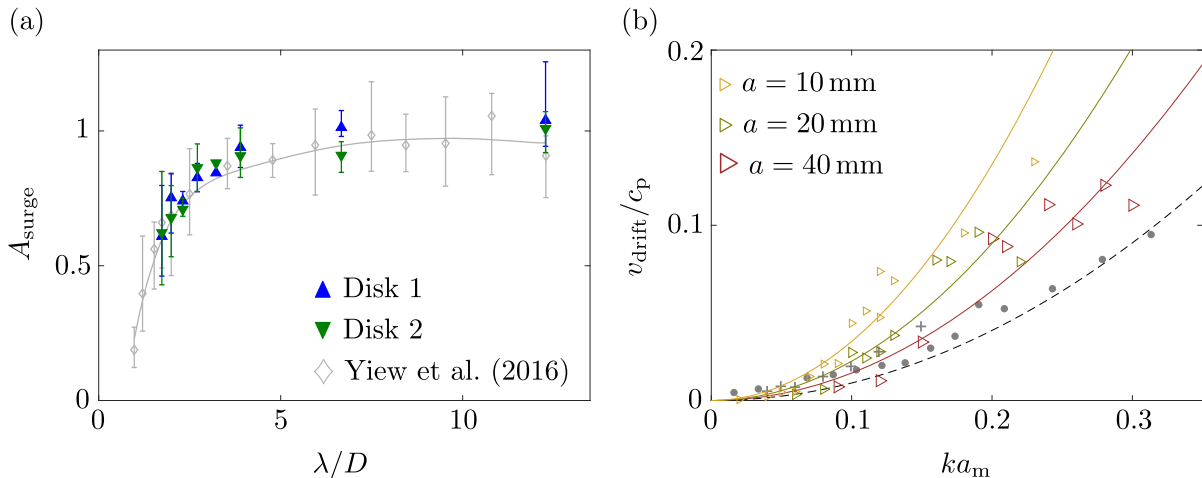 (a)
1
0.5
0
0
5
10
A_surge
λ/D
Disk 1
Disk 2
Yiew et al. (2016)
(b)
0.2
0.1
0
0
0.1
0.2
0.3
v_drift/c_p
ka_m
a = 10 mm
a = 20 mm
a = 40 mm